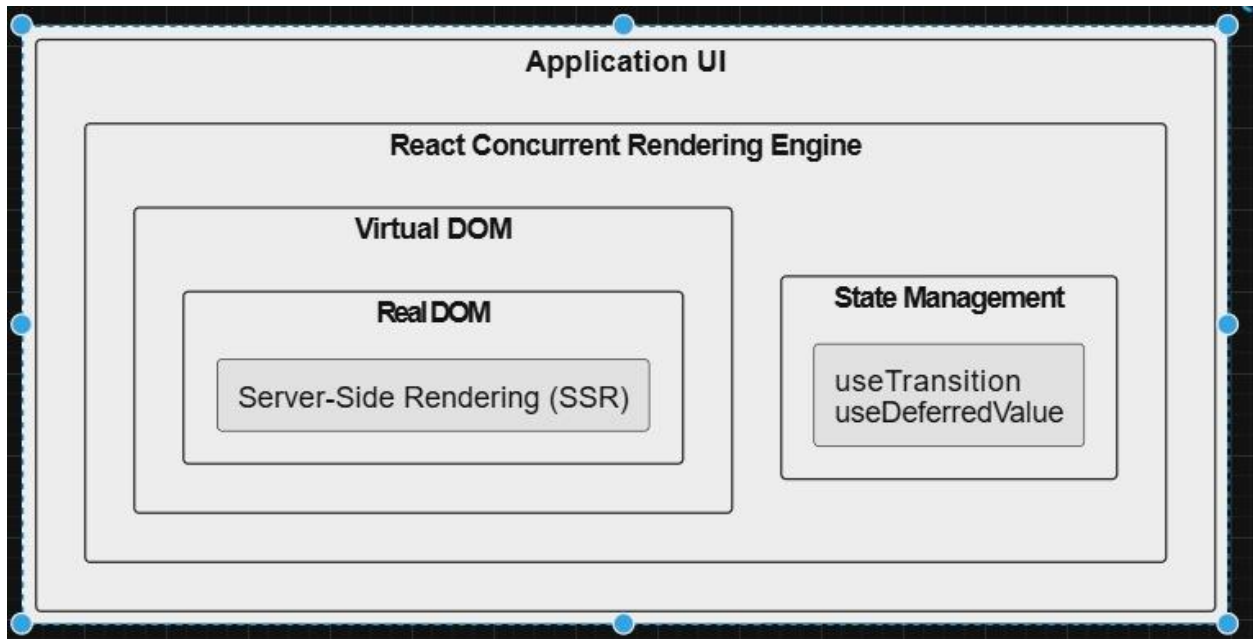 Application UI
React Concurrent Rendering Engine
Virtual DOM
Real DOM
Server-Side Rendering (SSR)
State Management
useTransition
useDeferredValue